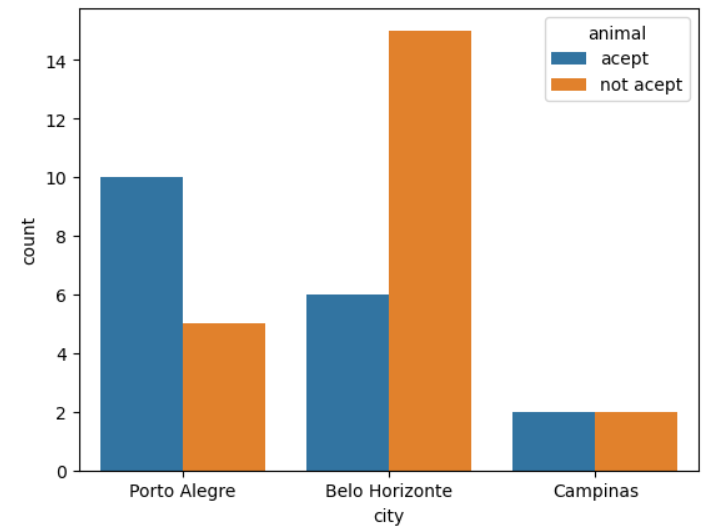 animal
acept
not acept
14
12
10
8
6
4
2
0
count
Porto Alegre
Belo Horizonte
Campinas
city